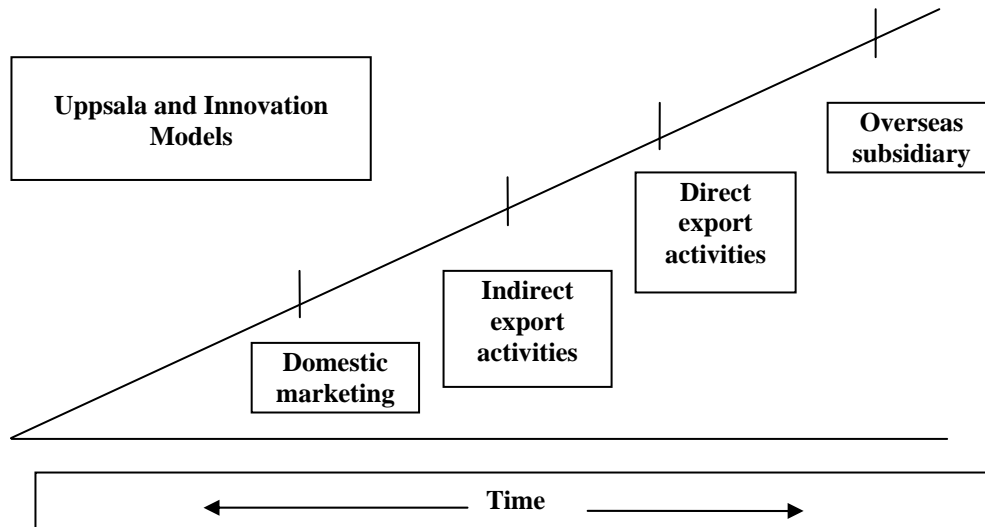 Uppsala and Innovation
Models
Overseas
subsidiary
Direct
export
activities
Indirect
export
activities
Domestic
marketing
Time